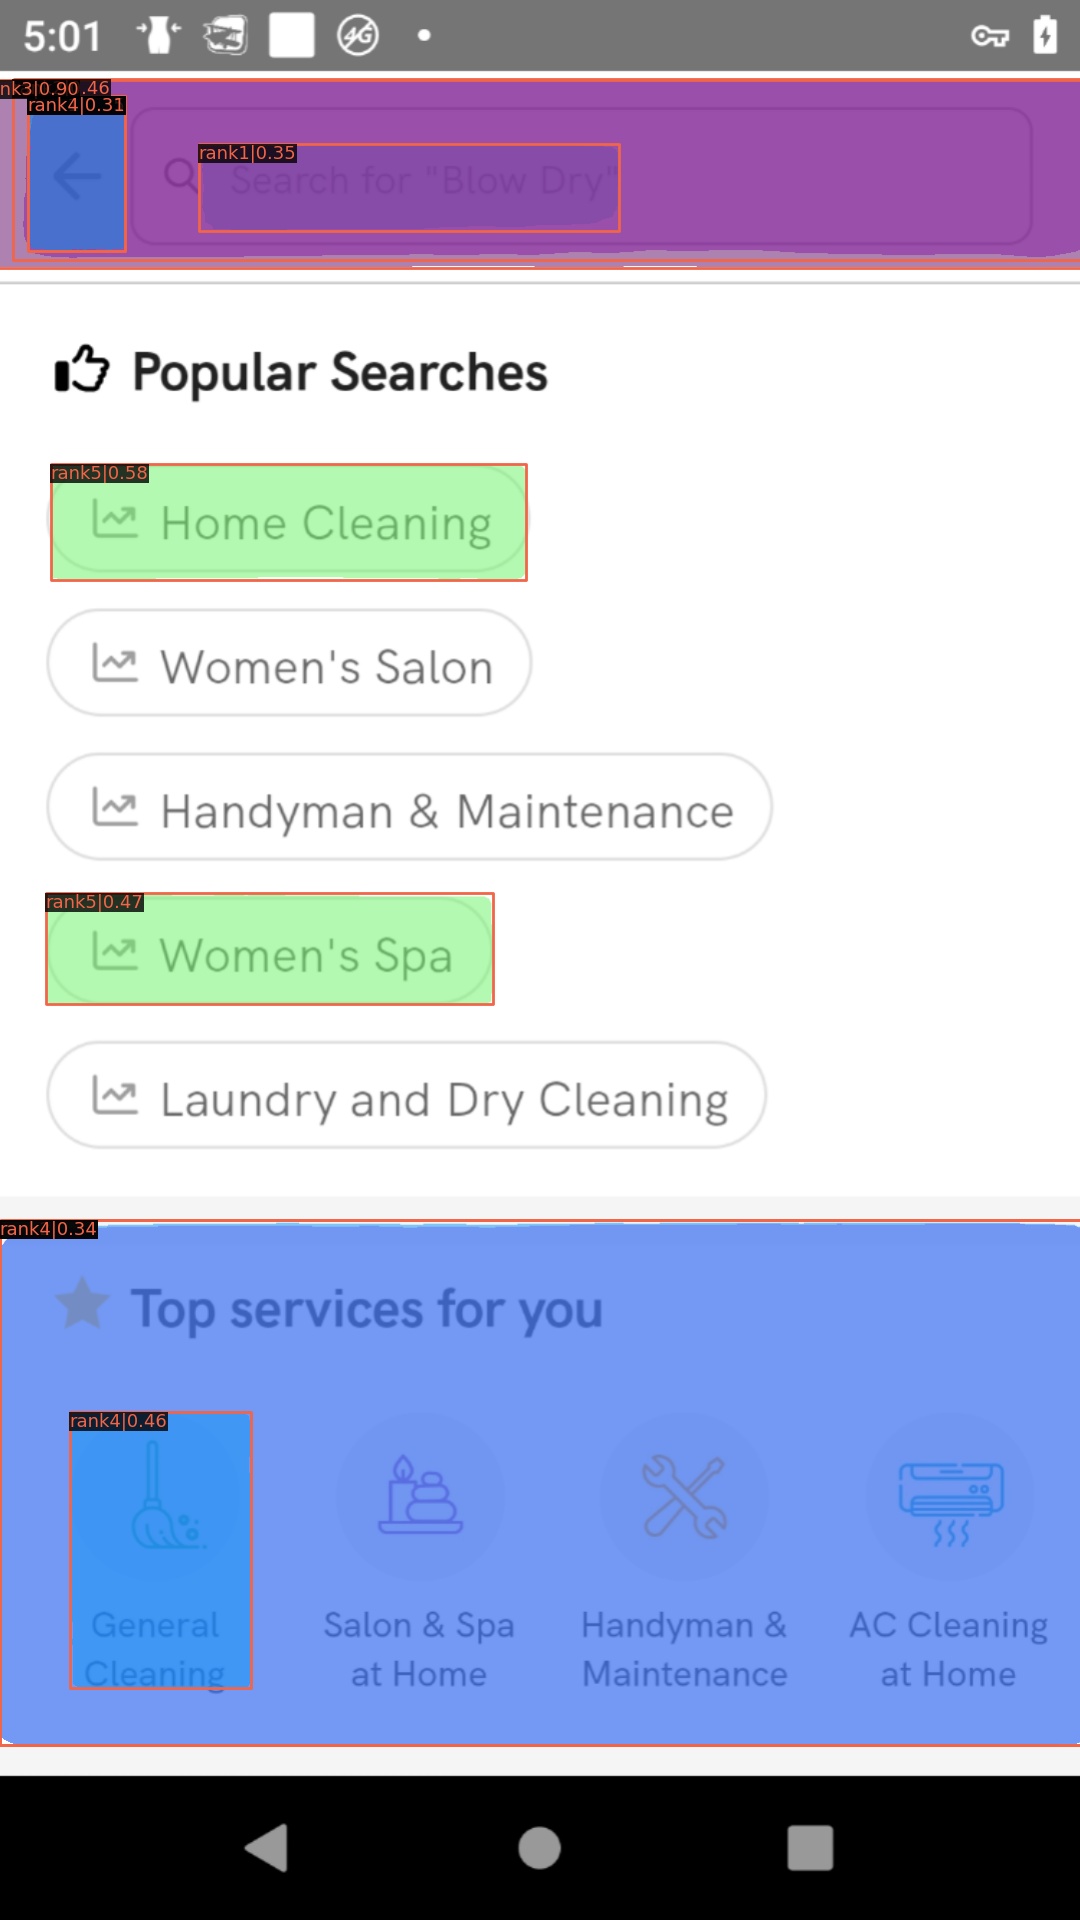 5:01
4G
nk3|0.90 .46
rank4|0.31
rank1|0.35
Search for "Blow Dry"
Popular Searches
rank5|0.58
Home Cleaning
Women's Salon
Handyman & Maintenance
rank5|0.47
Women's Spa
Laundry and Dry Cleaning
rank4|0.34
Top services for you
rank4|0.46
General Cleaning
Salon & Spa at Home
Handyman & Maintenance
AC Cleaning at Home